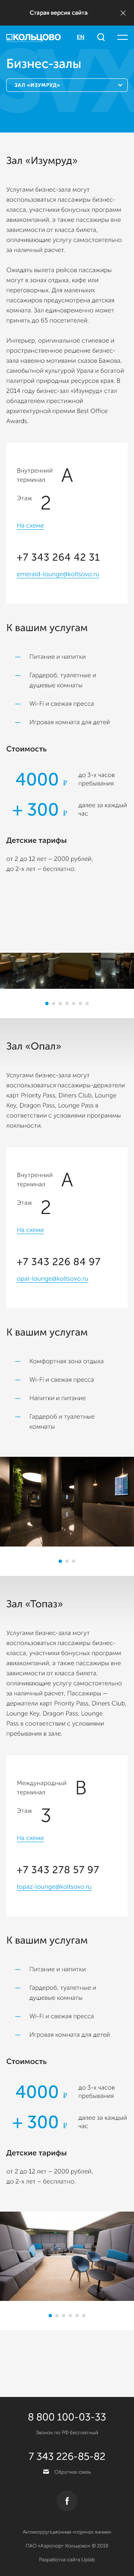 Старая версия сайта
КОЛЬЦОВО
EN
Бизнес-залы
ЗАЛ «ИЗУМРУД»
Зал «Изумруд»
Услугами бизнес-зала могут
воспользоваться пассажиры бизнес-
класса, участники бонусных программ
авиакомпаний, а также пассажиры вне
зависимости от класса билета,
оплачивающие услугу самостоятельно
за наличный расчет.
Ожидать вылета рейсов пассажиры
могут в зоне отдыха, кафе или
переговорных. Для маленьких
пассажиров предусмотрена детская
комната. Зал единовременно может
принять до 65 посетителей.
Интерьер, оригинальное стилевое и
пространственное решение бизнес-
зала навеяно мотивами сказов Бажова,
самобытной культурой Урала и богатой
палитрой природных ресурсов края. В
2014 году бизнес-зал «Изумруд» стал
обладателем престижной
архитектурной премии Best Office
Awards.
Внутренний
терминал
A
Этаж
2
На схеме
+7 343 264 42 31
emerald-lounge@koltsovo.ru
К вашим услугам
— Питание и напитки
— Гардероб, туалетные и
душевые комнаты
— Wi-Fi и свежая пресса
— Игровая комната для детей
Стоимость
4000 ₽
до 3-х часов
пребывания
+ 300 ₽
далее за каждый
час
Детские тарифы
от 2 до 12 лет – 2000 рублей,
до 2-х лет – бесплатно.
Зал «Опал»
Услугами бизнес-зала могут
воспользоваться пассажиры-держатели
карт Priority Pass, Diners Club, Lounge
Key, Dragon Pass, Lounge Pass в
соответствии с условиями программы
лояльности.
Внутренний
терминал
A
Этаж
2
На схеме
+7 343 226 84 97
opal-lounge@koltsovo.ru
К вашим услугам
— Комфортная зона отдыха
— Wi-Fi и свежая пресса
— Напитки и питание
— Гардероб и туалетные
комнаты
Зал «Топаз»
Услугами бизнес-зала могут
воспользоваться пассажиры бизнес-
класса, участники бонусных программ
авиакомпаний, а также пассажиры вне
зависимости от класса билета,
оплачивающие услугу самостоятельно
за наличный расчет. Пассажиры —
держатели карт Priority Pass, Diners Club,
Lounge Key, Dragon Pass, Lounge
Pass в соответствии с условиями
проживания в зале.
Международный
терминал
B
Этаж
3
На схеме
+7 343 278 57 97
topaz-lounge@koltsovo.ru
К вашим услугам
— Питание и напитки
— Гардероб, туалетные и
душевые комнаты
— Wi-Fi и свежая пресса
— Игровая комната для детей
Стоимость
4000 ₽
до 3-х часов
пребывания
+ 300 ₽
далее за каждый
час
Детские тарифы
от 2 до 12 лет – 2000 рублей,
до 2-х лет – бесплатно.
8 800 100-03-33
Звонок по РФ бесплатный
7 343 226-85-82
Обратная связь
Антикоррупционная «горячая линия»
ПАО «Аэропорт Кольцово» © 2018
Разработка сайта Uplab